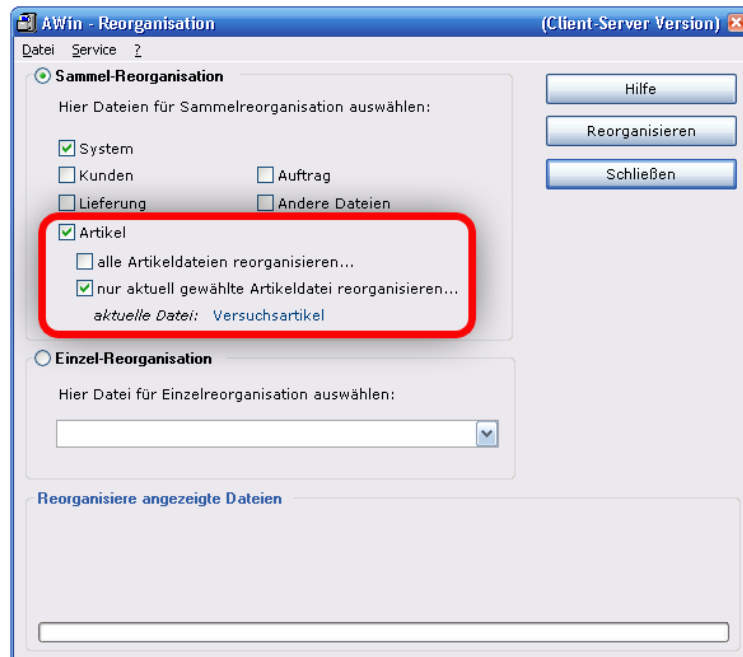 AWin - Reorganisation (Client-Server Version)
Datei Service ?
Sammel-Reorganisation
Hier Dateien für Sammelreorganisation auswählen:
System
Kunden Auftrag
Lieferung Andere Dateien
Artikel
alle Artikeldateien reorganisieren...
nur aktuell gewählte Artikeldatei reorganisieren...
aktuelle Datei: Versuchsartikel
Einzel-Reorganisation
Hier Datei für Einzelreorganisation auswählen:
Reorganisiere angezeigte Dateien
Hilfe
Reorganisieren
Schließen